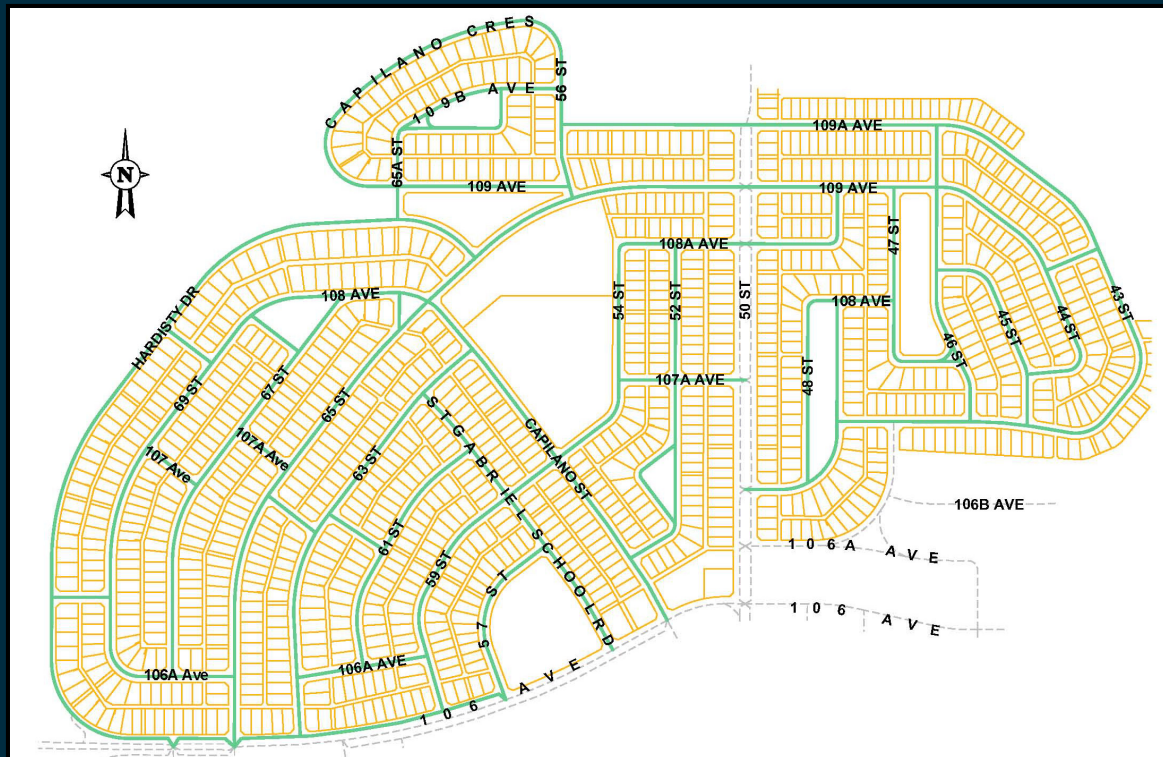 CAPILANO CRES
56 ST
109B AVE
65A ST
109A AVE
N
109 AVE
109 AVE
47 ST
108A AVE
HARDISTY DR
108 AVE
54 ST
52 ST
50 ST
108 AVE
43 ST
44 ST
45 ST
46 ST
69 ST
67 ST
65 ST
107A AVE
48 ST
ST GABRIEL SCHOOL RD
CAPILANO ST
107A Ave
107 Ave
63 ST
106B AVE
61 ST
106A AVE
59 ST
57 ST
106 AVE
106A Ave
106A AVE
106 AVE